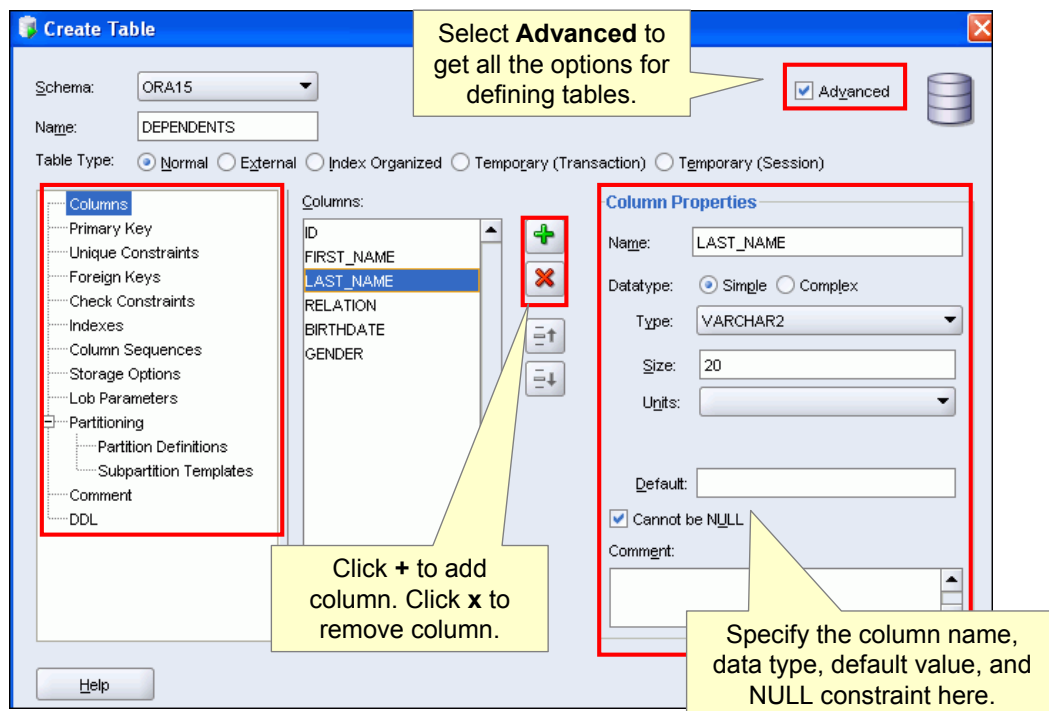 Create Table
Select Advanced to
get all the options for
defining tables.
Schema:
ORA15
Advanced
Name:
DEPENDENTS
Table Type:
Normal
External
Index Organized
Temporary (Transaction)
Temporary (Session)
Columns
Primary Key
Unique Constraints
Foreign Keys
Check Constraints
Indexes
Column Sequences
Storage Options
Lob Parameters
Partitioning
Partition Definitions
Subpartition Templates
Comment
DDL
Columns:
ID
FIRST_NAME
LAST_NAME
RELATION
BIRTHDATE
GENDER
Click + to add
column. Click x to
remove column.
Column Properties
Name:
LAST_NAME
Datatype:
Simple
Complex
Type:
VARCHAR2
Size:
20
Units:
Default:
Cannot be NULL
Comment:
Specify the column name,
data type, default value, and
NULL constraint here.
Help